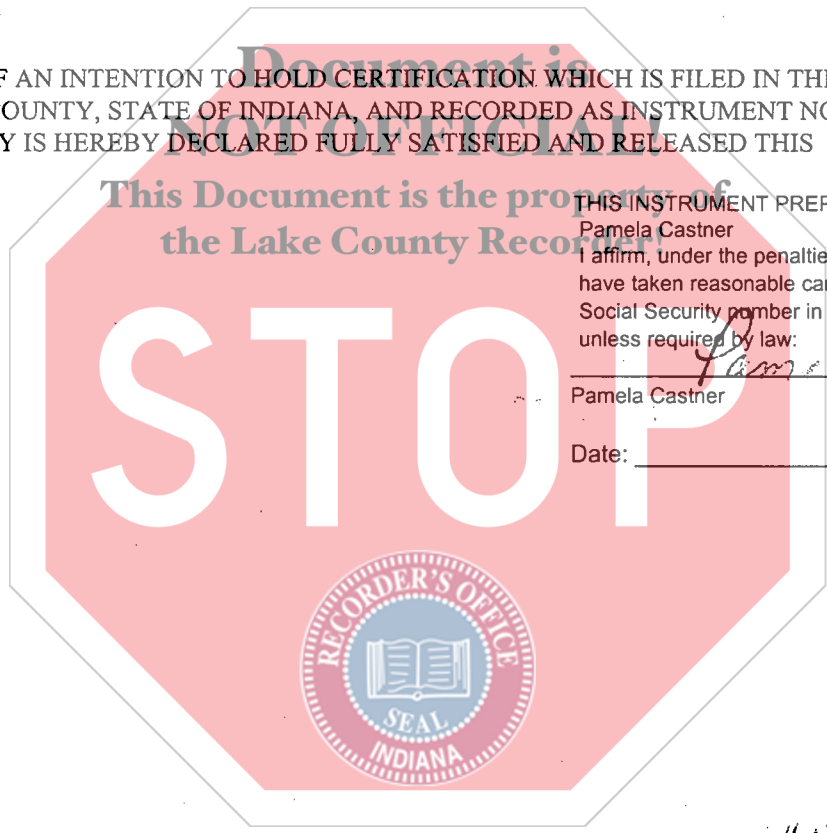 Document is
F AN INTENTION TO HOLD CERTIFICATION WHICH IS FILED IN THE
OUNTY, STATE OF INDIANA, AND RECORDED AS INSTRUMENT NO
NOT OFFICIAL!
Y IS HEREBY DECLARED FULLY SATISFIED AND RELEASED THIS
This Document is the property of
the Lake County Recorder!
THIS INSTRUMENT PREP
Pamela Castner
I affirm, under the penaltie
have taken reasonable car
Social Security number in
unless required by law:
Pam
Pamela Castner
Date:
STOP
RECORDER'S OFFICE
SEAL
INDIANA